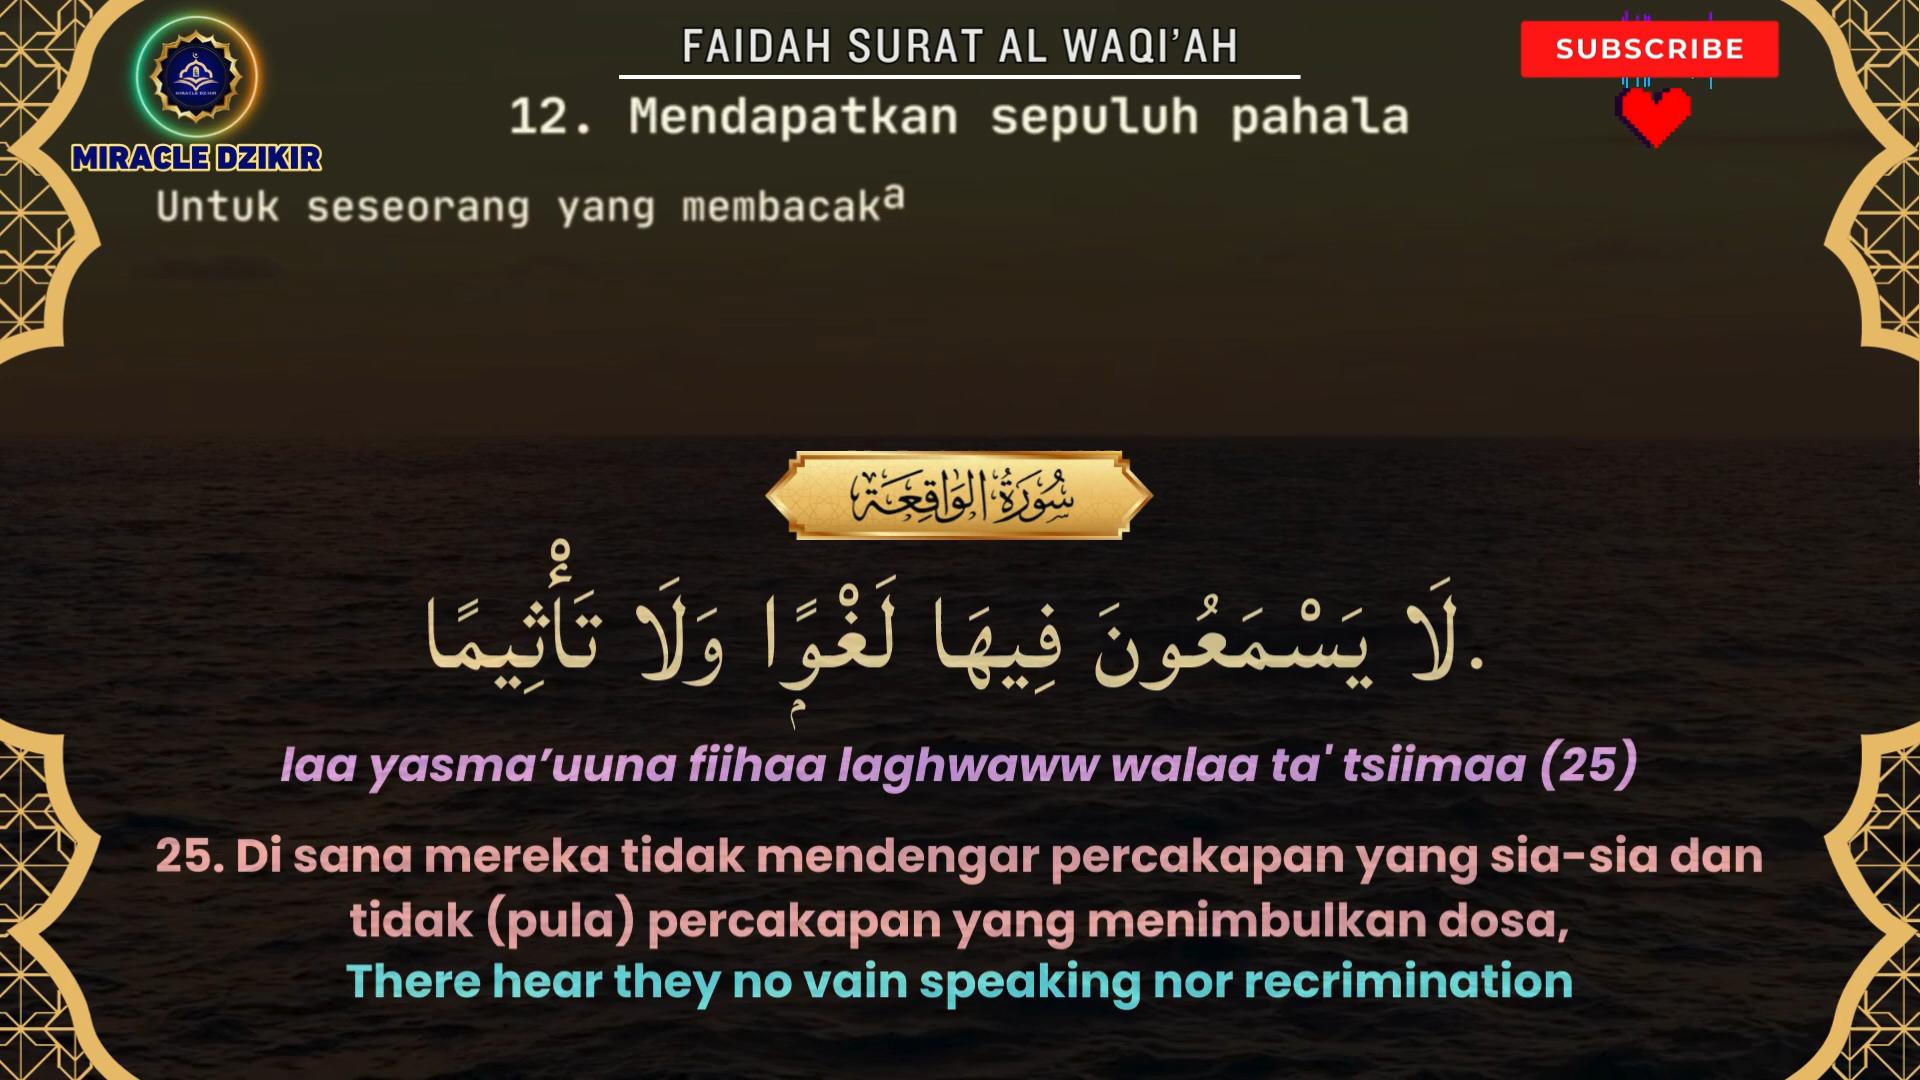 FAIDAH SURAT AL WAQI’AH
SUBSCRIBE
12. Mendapatkan sepuluh pahala
MIRACLE DZIKIR
Untuk seseorang yang membacaka
سُورَةُ الوَاقِعَة
لَا يَسْمَعُونَ فِيهَا لَغْوًۭا وَلَا تَأْثِيمًا.
laa yasma’uuna fiihaa laghwaww walaa ta' tsiimaa (25)
25. Di sana mereka tidak mendengar percakapan yang sia-sia dan
tidak (pula) percakapan yang menimbulkan dosa,
There hear they no vain speaking nor recrimination